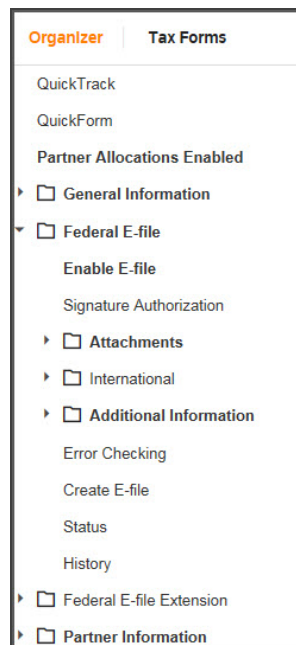 Organizer Tax Forms
QuickTrack
QuickForm
Partner Allocations Enabled
General Information
Federal E-file
Enable E-file
Signature Authorization
Attachments
International
Additional Information
Error Checking
Create E-file
Status
History
Federal E-file Extension
Partner Information